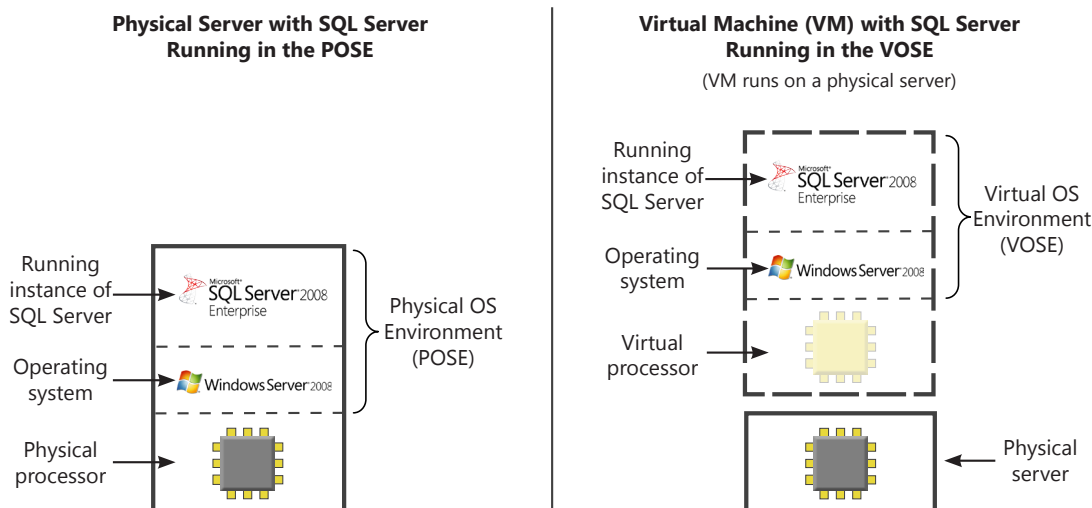 Physical Server with SQL Server
Running in the POSE
Running
instance of
SQL Server
Microsoft®
SQL Server® 2008
Enterprise
Physical OS
Environment
(POSE)
Operating
system
Windows Server® 2008
Physical
processor
Virtual Machine (VM) with SQL Server
Running in the VOSE
(VM runs on a physical server)
Running
instance of
SQL Server
Microsoft®
SQL Server® 2008
Enterprise
Virtual OS
Environment
(VOSE)
Operating
system
Windows Server® 2008
Virtual
processor
Physical
server